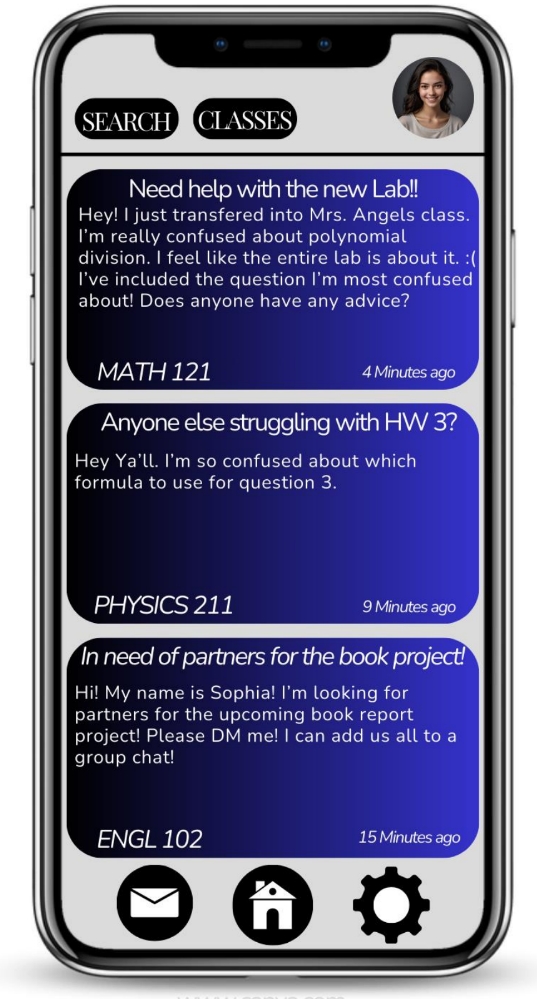 SEARCH CLASSES
Need help with the new Lab!!
Hey! I just transfered into Mrs. Angels class.
I'm really confused about polynomial
division. I feel like the entire lab is about it. :(
I've included the question I'm most confused
about! Does anyone have any advice?
MATH 121 4 Minutes ago
Anyone else struggling with HW 3?
Hey Ya'll. I'm so confused about which
formula to use for question 3.
PHYSICS 211 9 Minutes ago
In need of partners for the book project!
Hi! My name is Sophia! I'm looking for
partners for the upcoming book report
project! Please DM me! I can add us all to a
group chat!
ENGL 102 15 Minutes ago